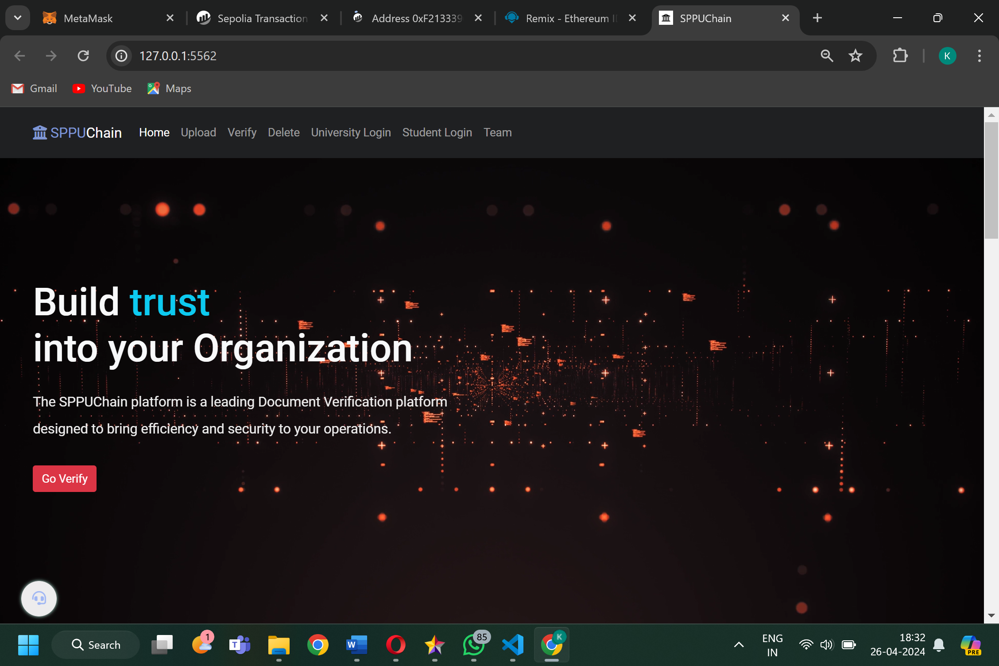 MetaMask
Sepolia Transaction
Address 0xF213339
Remix - Ethereum I
SPPUChain
127.0.0.1:5562
K
Gmail
YouTube
Maps
SPPUChain
Home
Upload
Verify
Delete
University Login
Student Login
Team
Build trust
into your Organization
The SPPUChain platform is a leading Document Verification platform
designed to bring efficiency and security to your operations.
Go Verify
Search
1
T
W
85
K
ENG
IN
18:32
26-04-2024
PRE